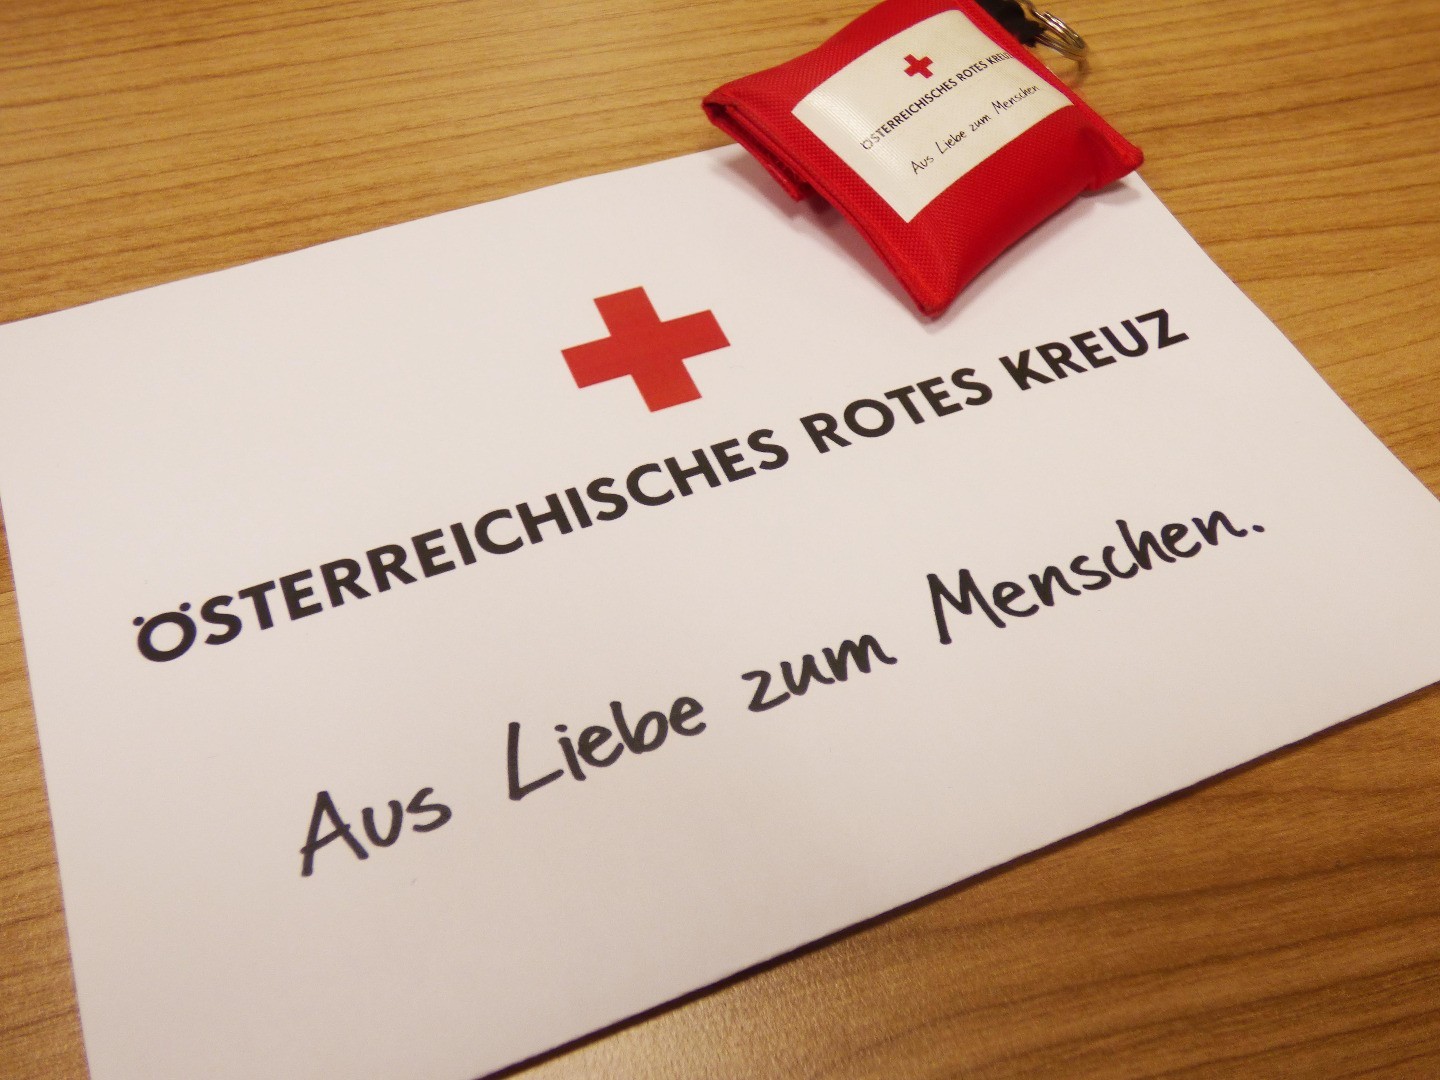 ÖSTERREICHISCHES ROTES KREUZ
Aus Liebe zum Menschen
ÖSTERREICHISCHES ROTES KREUZ
Aus Liebe zum Menschen.